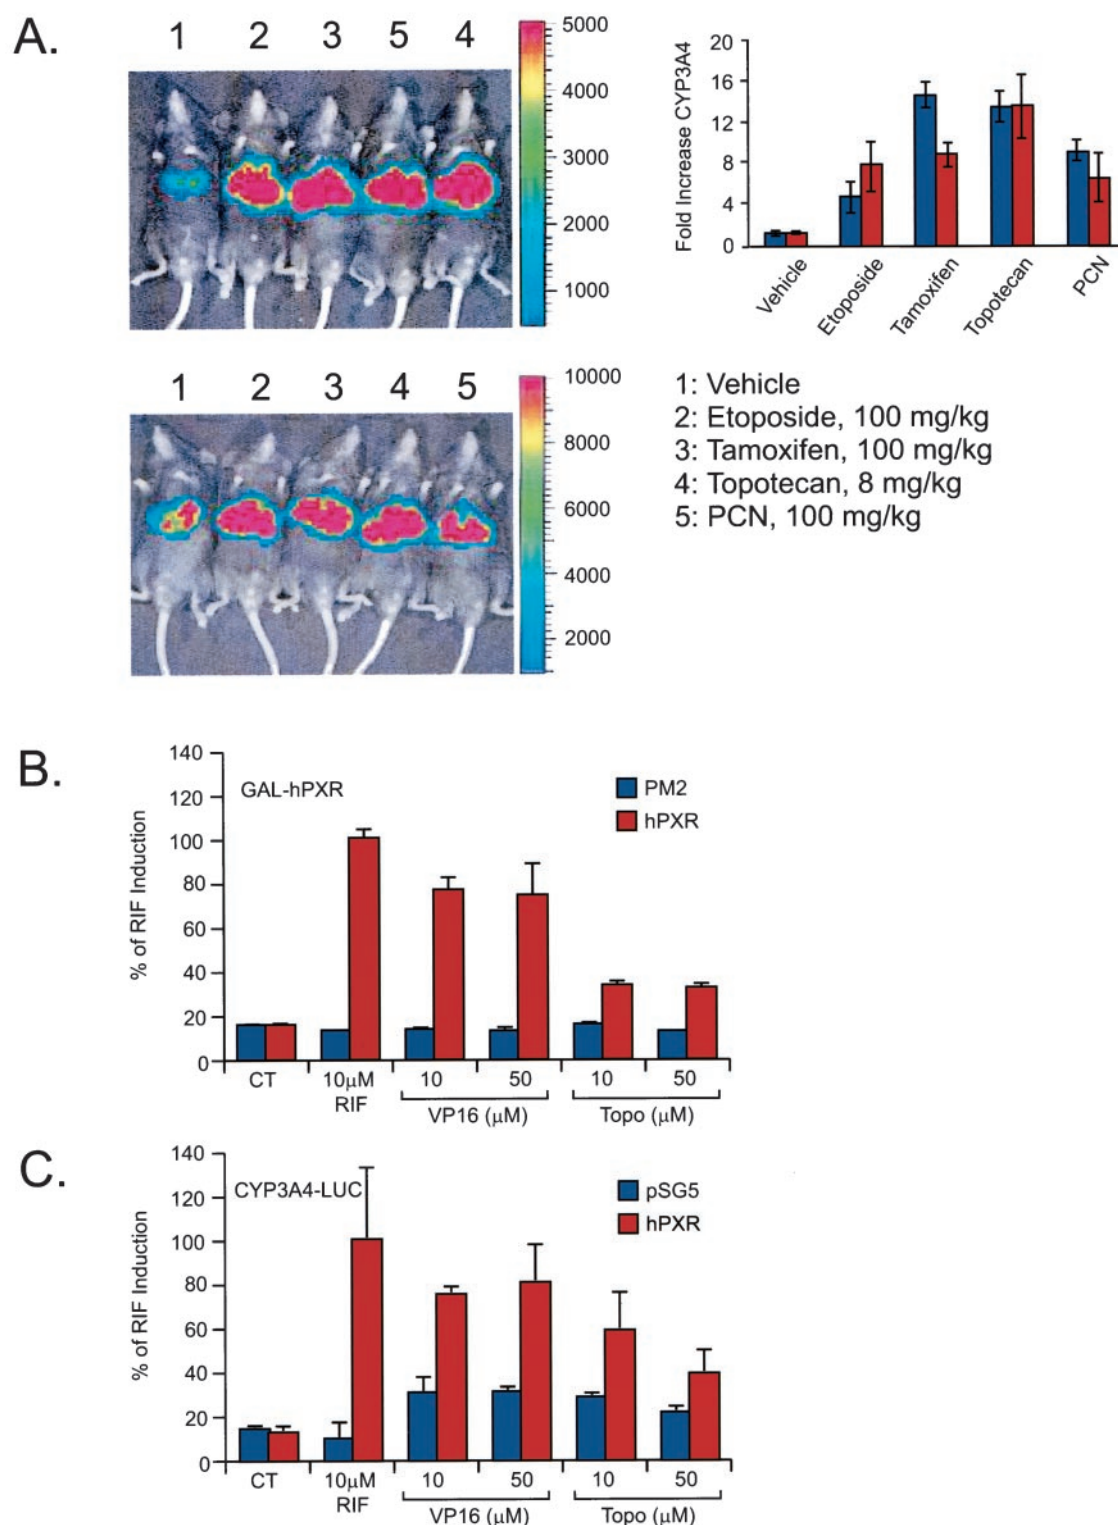 A.
1 2 3 5 4
5000
4000
3000
2000
1000
20
16
12
8
4
0
Fold Increase CYP3A4
Vehicle
Etoposide
Tamoxifen
Topotecan
PCN
1 2 3 4 5
10000
8000
6000
4000
2000
1: Vehicle
2: Etoposide, 100 mg/kg
3: Tamoxifen, 100 mg/kg
4: Topotecan, 8 mg/kg
5: PCN, 100 mg/kg
B.
140
120
100
80
60
40
20
0
% of RIF Induction
GAL-hPXR
PM2
hPXR
CT 10μM 10 50 10 50
RIF VP16 (μM) Topo (μM)
C.
140
120
100
80
60
40
20
0
% of RIF Induction
CYP3A4-LUC
pSG5
hPXR
CT 10μM 10 50 10 50
RIF VP16 (μM) Topo (μM)